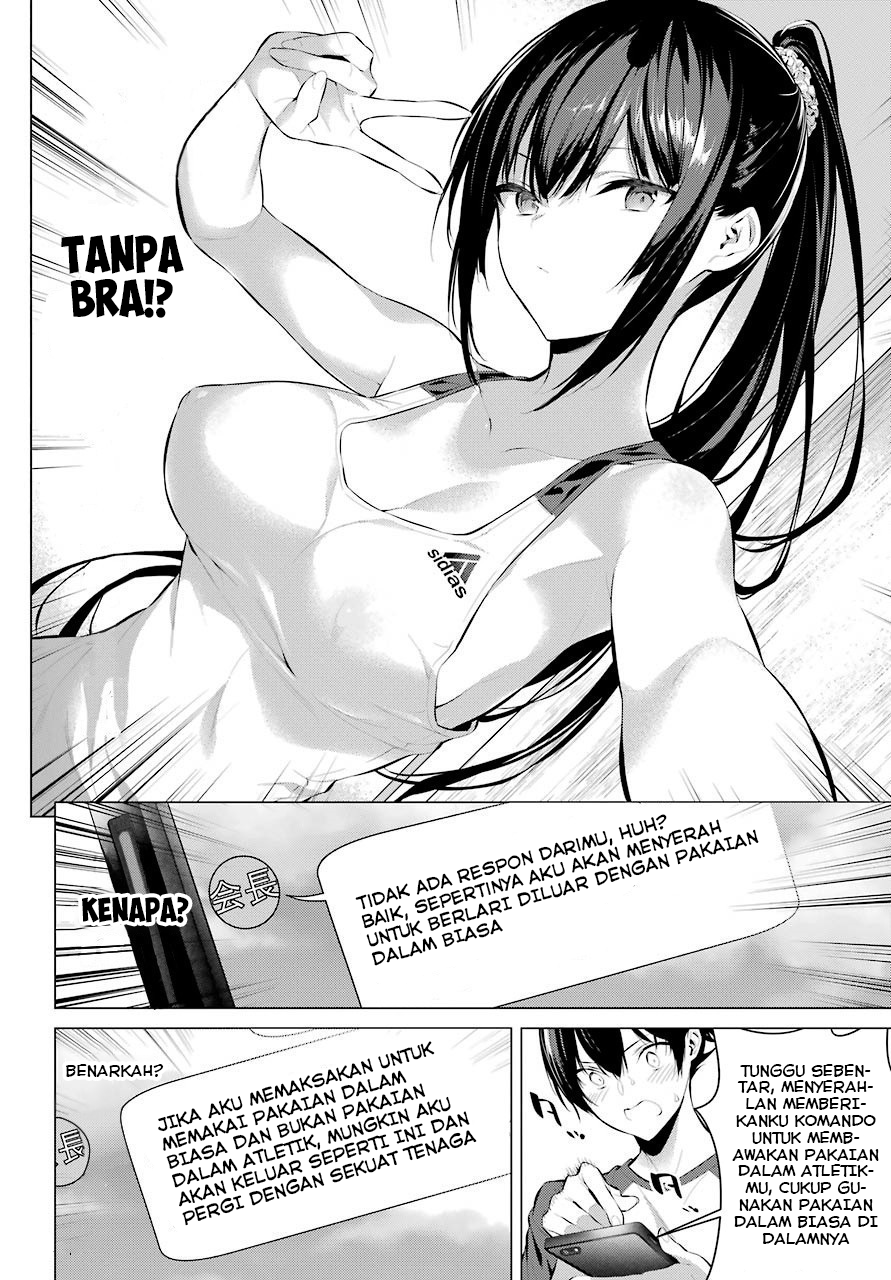 TANPA
BRA!?
sidias
KENAPA?
会長
TIDAK ADA RESPON DARIMU, HUH?
BAIK, SEPERTINYA AKU AKAN MENYERAH
UNTUK BERLARI DILUAR DENGAN PAKAIAN
DALAM BIASA
BENARKAH?
長
JIKA AKU MEMAKSAKAN UNTUK
MEMAKAI PAKAIAN DALAM
BIASA DAN BUKAN PAKAIAN
DALAM ATLETIK, MUNGKIN AKU
AKAN KELUAR SEPERTI INI DAN
PERGI DENGAN SEKUAT TENAGA
TUNGGU SEBEN-
TAR, MENYERAH-
LAN MEMBERI-
KANKU KOMANDO
UNTUK MEMB-
AWAKAN PAKAIAN
DALAM ATLETIK-
MU, CUKUP GU-
NAKAN PAKAIAN
DALAM BIASA DI
DALAMNYA